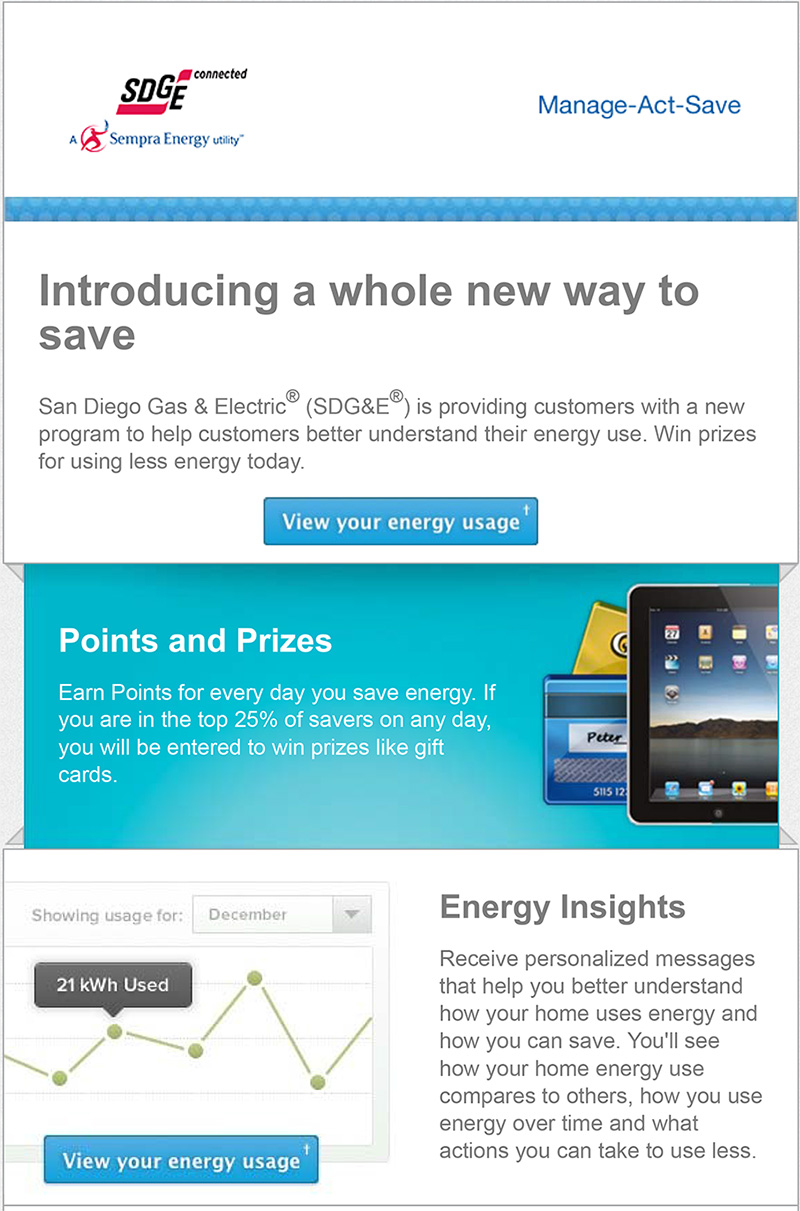 SDGE connected
A Sempra Energy utility™
Manage-Act-Save
Introducing a whole new way to
save
San Diego Gas & Electric® (SDG&E®) is providing customers with a new
program to help customers better understand their energy use. Win prizes
for using less energy today.
View your energy usage†
Points and Prizes
Earn Points for every day you save energy. If
you are in the top 25% of savers on any day,
you will be entered to win prizes like gift
cards.
Peter
5115 12
27
Showing usage for: December
21 kWh Used
View your energy usage†
Energy Insights
Receive personalized messages
that help you better understand
how your home uses energy and
how you can save. You'll see
how your home energy use
compares to others, how you use
energy over time and what
actions you can take to use less.